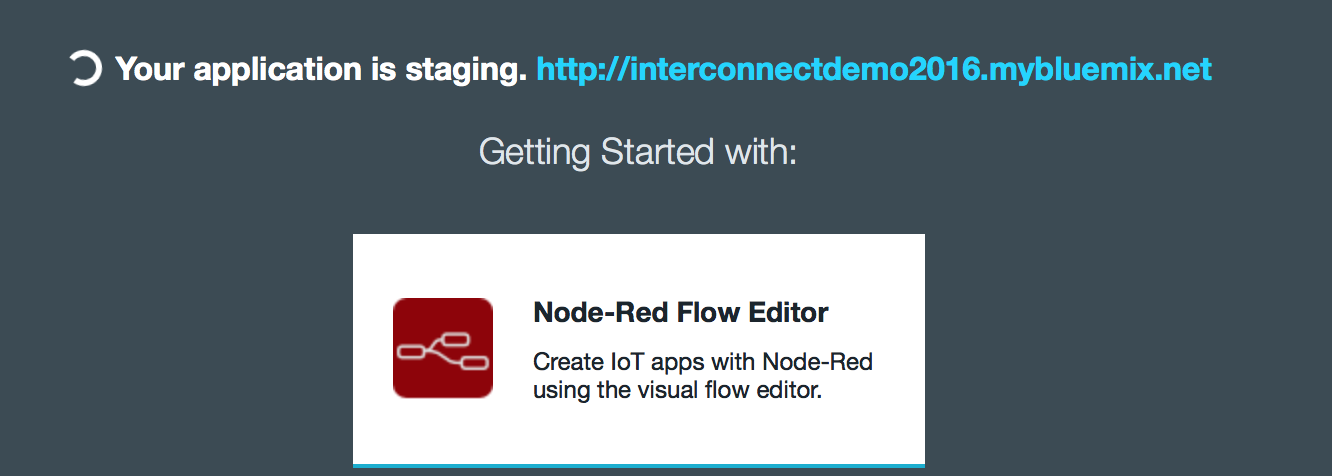 Your application is staging. http://interconnectdemo2016.mybluemix.net
Getting Started with:
Node-Red Flow Editor
Create IoT apps with Node-Red
using the visual flow editor.